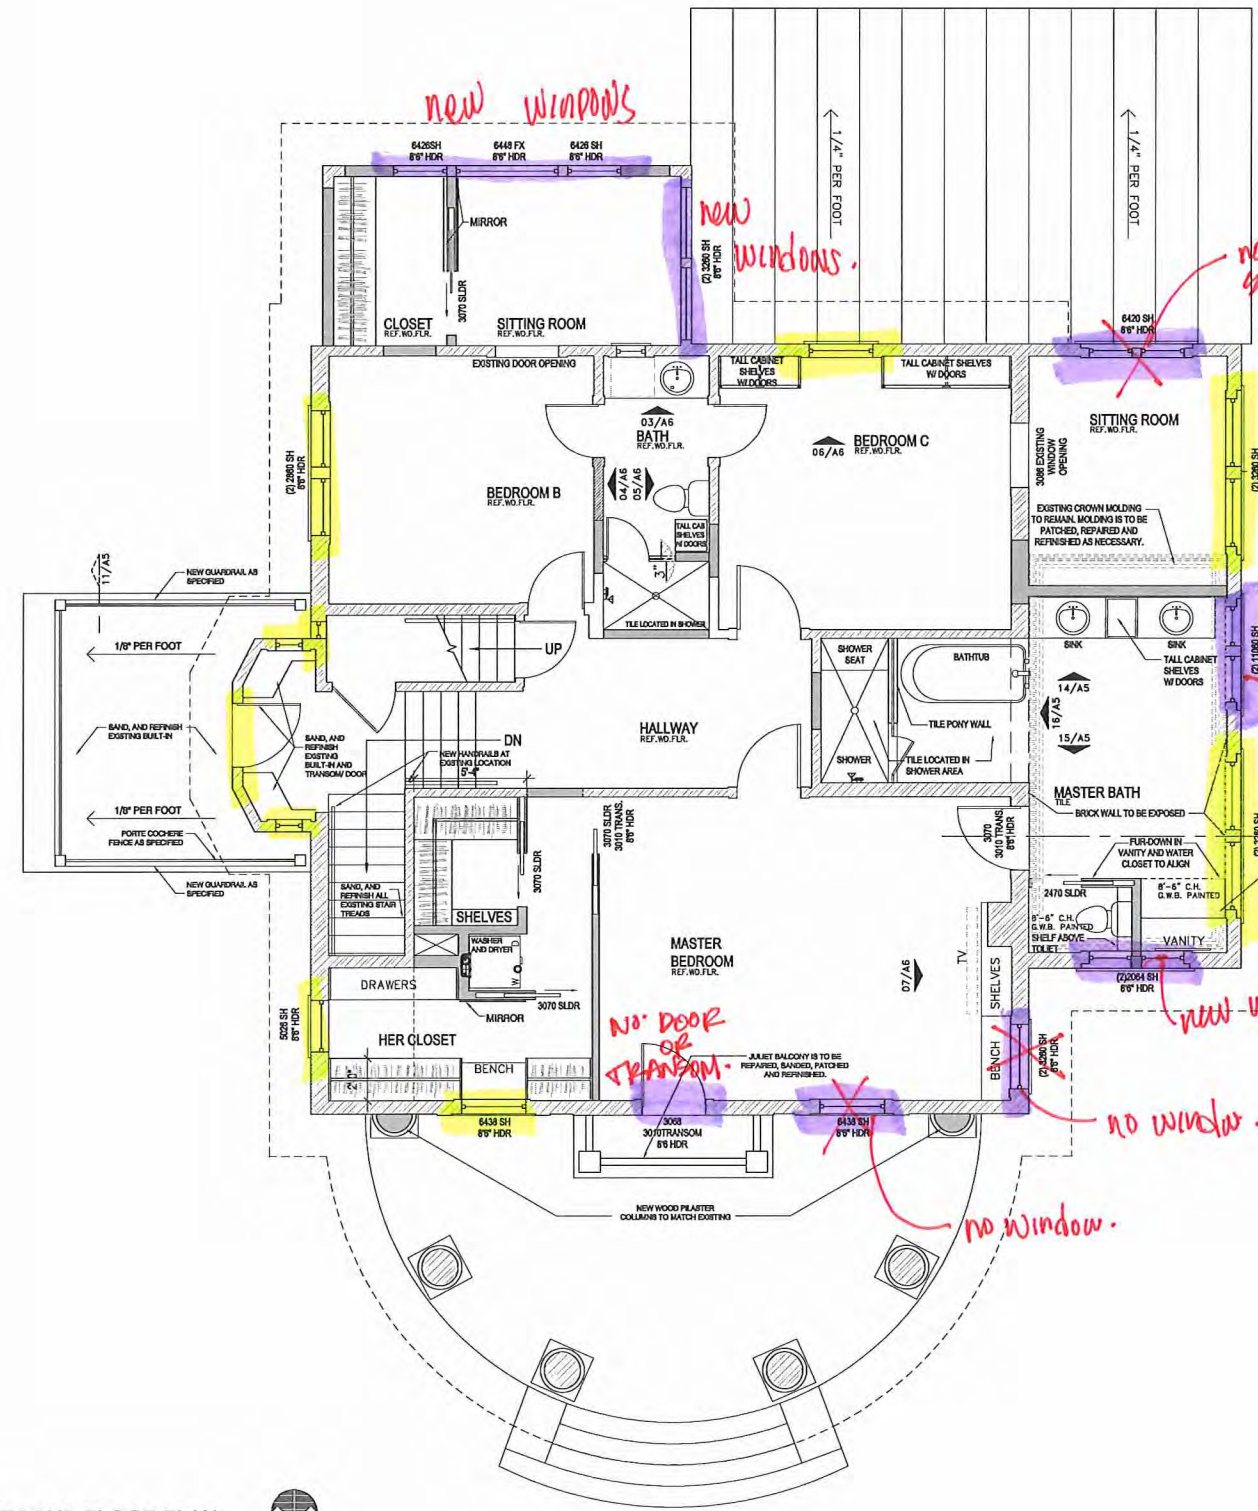 new windows
6426SH
8'6" HDR
6448 FX
8'6" HDR
6426 SH
8'6" HDR
MIRROR
3070 SLDR
CLOSET
REF.WD.FLR.
SITTING ROOM
REF.WD.FLR.
new
windows.
(2) 3260 SH
8'6" HDR
1/4" PER FOOT
1/4" PER FOOT
6420 SH
8'6" HDR
EXISTING DOOR OPENING
TALL CABINET
SHELVES
W/ DOORS
TALL CABINET SHELVES
W/ DOORS
03/A6
BATH
REF.WD.FLR.
04/A6
05/A6
06/A6
BEDROOM C
REF.WD.FLR.
SITTING ROOM
REF.WD.FLR.
3086 EXISTING
WINDOW
OPENING
(2) 3260 SH
(2) 2860 SH
8'6" HDR
BEDROOM B
REF.WD.FLR.
TALL CAB
SHELVES
W/ DOORS
3"
TILE LOCATED IN SHOWER
EXISTING CROWN MOLDING
TO REMAIN. MOLDING IS TO BE
PATCHED, REPAIRED AND
REFINISHED AS NECESSARY.
11/A5
NEW GUARDRAIL AS
SPECIFIED
1/8" PER FOOT
SAND, AND REFINISH
EXISTING BUILT-IN
SAND, AND
REFINISH
EXISTING
BUILT-IN AND
TRANSOM/ DOOR
1/8" PER FOOT
PORTE COCHERE
FENCE AS SPECIFIED
NEW GUARDRAIL AS
SPECIFIED
UP
DN
NEW HANDRAILS AT
EXISTING LOCATION
HALLWAY
REF.WD.FLR.
SHOWER
SEAT
BATHTUB
TILE PONY WALL
SHOWER
TILE LOCATED IN
SHOWER AREA
SINK
SINK
TALL CABINET
SHELVES
W/ DOORS
14/A5
16/A5
15/A5
(2) 11060 SH
MASTER BATH
TILE
BRICK WALL TO BE EXPOSED
FUR-DOWN IN
VANITY AND WATER
CLOSET TO ALIGN
2470 SLDR
8'-6" C.H.
G.W.B. PAINTED
8'-6" C.H.
G.W.B. PAINTED
SHELF ABOVE
TOILET
VANITY
(2)2064 SH
8'6" HDR
3070
3010 TRANS.
8'6" HDR
3070 SLDR
3010 TRANS.
8'6" HDR
3070 SLDR
SAND, AND
REFINISH ALL
EXISTING STAIR
TREADS
SHELVES
WASHER
AND DRYER
D
W
3070 SLDR
MIRROR
DRAWERS
HER CLOSET
BENCH
2'-0"
5026 SH
8'6" HDR
6438 SH
8'6" HDR
MASTER
BEDROOM
REF.WD.FLR.
07/A6
TV
SHELVES
BENCH
(2) 3260 SH
8'6" HDR
NO DOOR
OR
TRANSOM.
JULIET BALCONY IS TO BE
REPAIRED, SANDED, PATCHED
AND REFINISHED.
3068
3010TRANSOM
8'6 HDR
6438 SH
8'6" HDR
new
no window.
no window.
NEW WOOD PILASTER
COLUMNS TO MATCH EXISTING